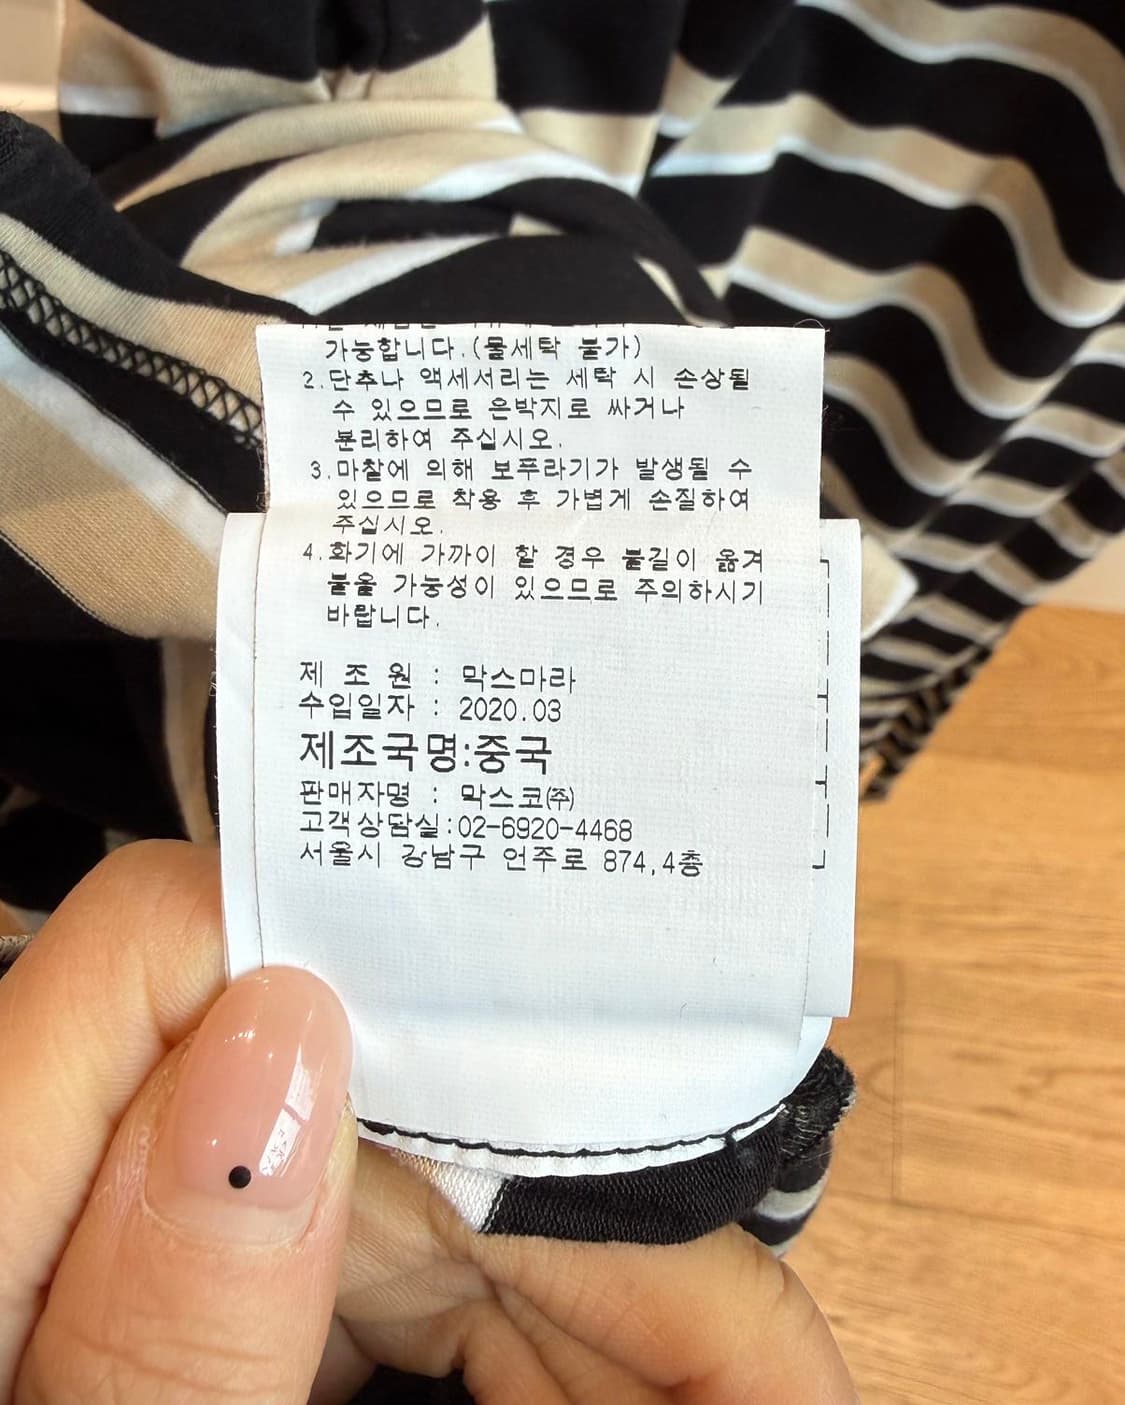 가능합니다.(물세탁 불가)
2.단추나 액세서리는 세탁 시 손상될
수 있으므로 은박지로 싸거나
분리하여 주십시오.
3.마찰에 의해 보푸라기가 발생될 수
있으므로 착용 후 가볍게 손질하여
주십시오.
4.화기에 가까이 할 경우 불길이 옮겨
붙을 가능성이 있으므로 주의하시기
바랍니다.
제 조 원 : 막스마라
수입일자 : 2020.03
제조국명:중국
판매자명 : 막스코㈜
고객상담실:02-6920-4468
서울시 강남구 언주로 874,4층